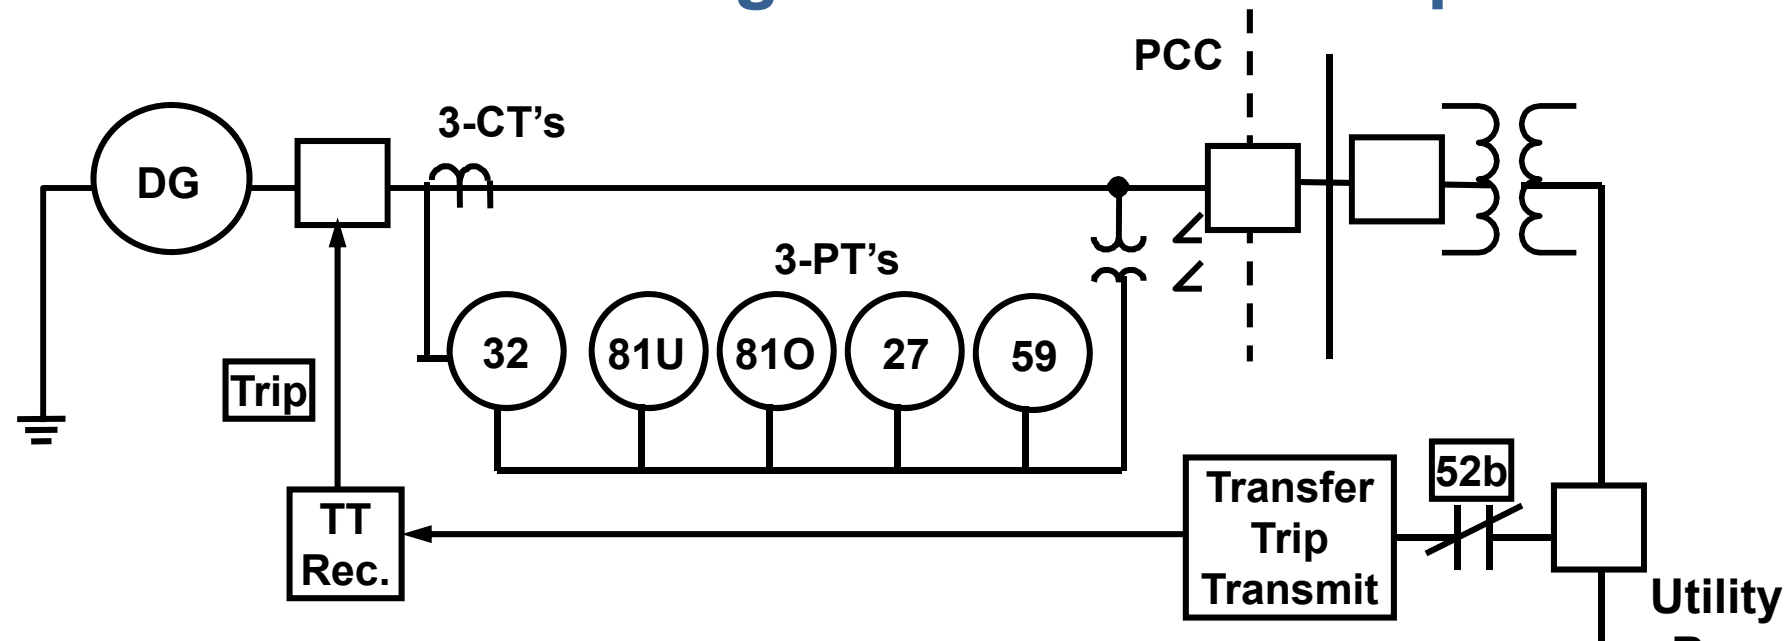 PCC
3-CT's
DG
3-PT's
32
81U
81O
27
59
Trip
52b
Transfer
Trip
Transmit
TT
Rec.
Utility